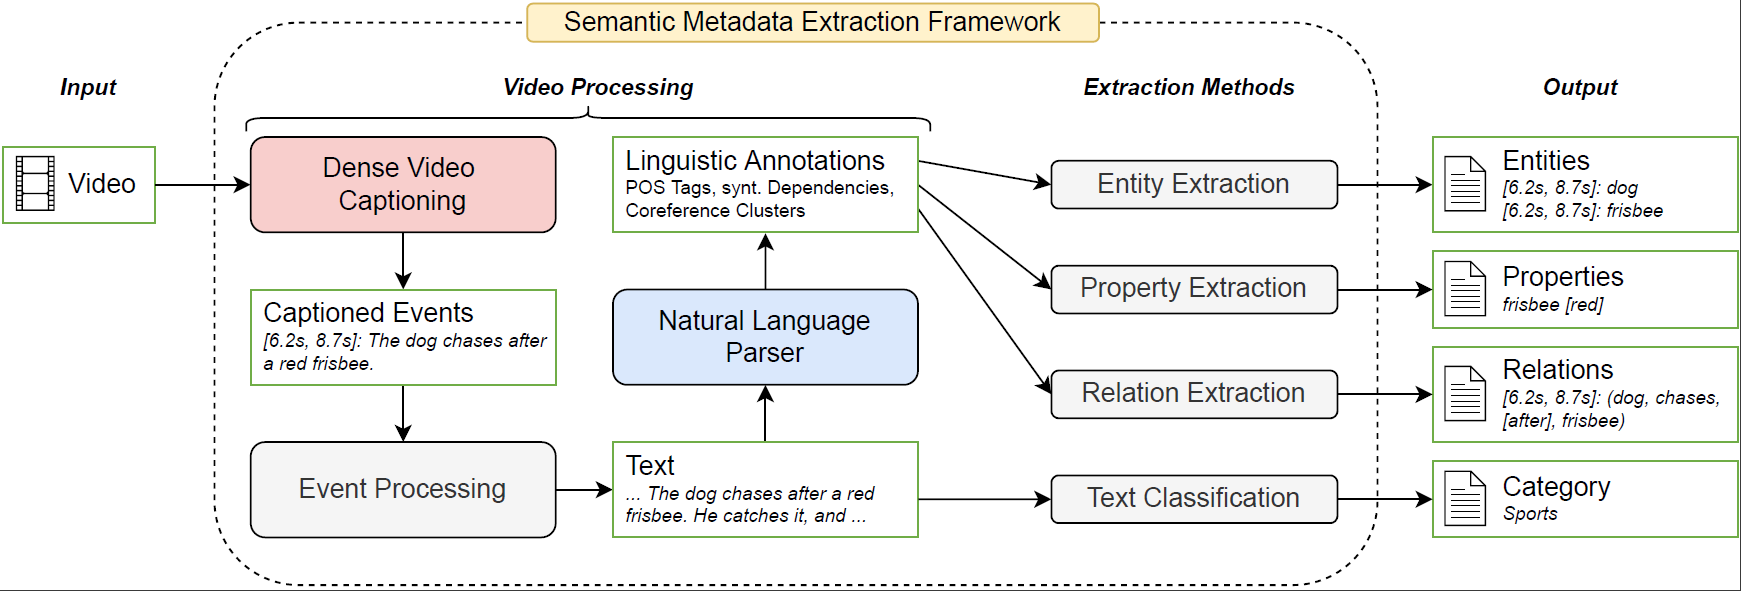 Semantic Metadata Extraction Framework
Input
Video Processing
Extraction Methods
Output
Video
Dense Video
Captioning
Captioned Events
[6.2s, 8.7s]: The dog chases after
a red frisbee.
Event Processing
Linguistic Annotations
POS Tags, synt. Dependencies,
Coreference Clusters
Natural Language
Parser
Text
... The dog chases after a red
frisbee. He catches it, and ...
Entity Extraction
Property Extraction
Relation Extraction
Text Classification
Entities
[6.2s, 8.7s]: dog
[6.2s, 8.7s]: frisbee
Properties
frisbee [red]
Relations
[6.2s, 8.7s]: (dog, chases,
[after], frisbee)
Category
Sports